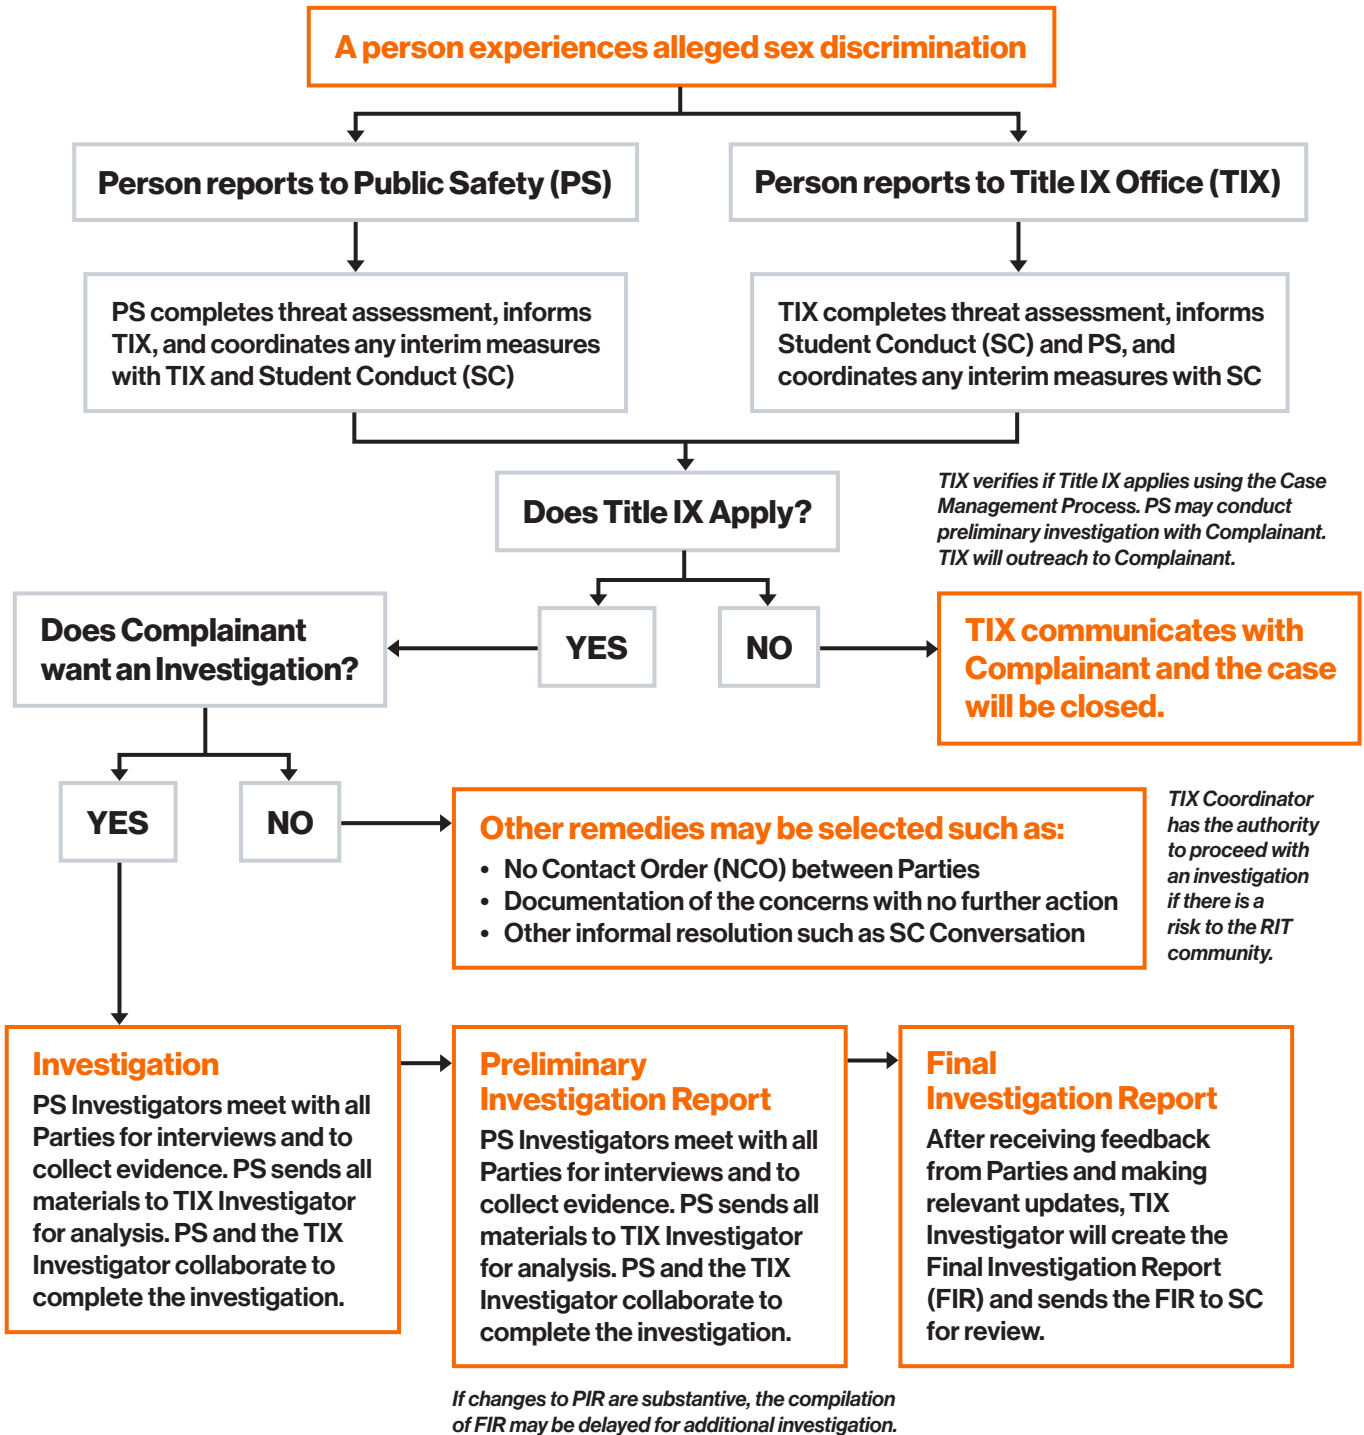 A person experiences alleged sex discrimination
Person reports to Public Safety (PS)
Person reports to Title IX Office (TIX)
PS completes threat assessment, informs
TIX, and coordinates any interim measures
with TIX and Student Conduct (SC)
TIX completes threat assessment, informs
Student Conduct (SC) and PS, and
coordinates any interim measures with SC
Does Title IX Apply?
TIX verifies if Title IX applies using the Case
Management Process. PS may conduct
preliminary investigation with Complainant.
TIX will outreach to Complainant.
Does Complainant
want an Investigation?
YES
NO
TIX communicates with
Complainant and the case
will be closed.
YES
NO
Other remedies may be selected such as:
• No Contact Order (NCO) between Parties
• Documentation of the concerns with no further action
• Other informal resolution such as SC Conversation
TIX Coordinator
has the authority
to proceed with
an investigation
if there is a
risk to the RIT
community.
Investigation
PS Investigators meet with all
Parties for interviews and to
collect evidence. PS sends all
materials to TIX Investigator
for analysis. PS and the TIX
Investigator collaborate to
complete the investigation.
Preliminary
Investigation Report
PS Investigators meet with all
Parties for interviews and to
collect evidence. PS sends all
materials to TIX Investigator
for analysis. PS and the TIX
Investigator collaborate to
complete the investigation.
Final
Investigation Report
After receiving feedback
from Parties and making
relevant updates, TIX
Investigator will create the
Final Investigation Report
(FIR) and sends the FIR to SC
for review.
If changes to PIR are substantive, the compilation
of FIR may be delayed for additional investigation.